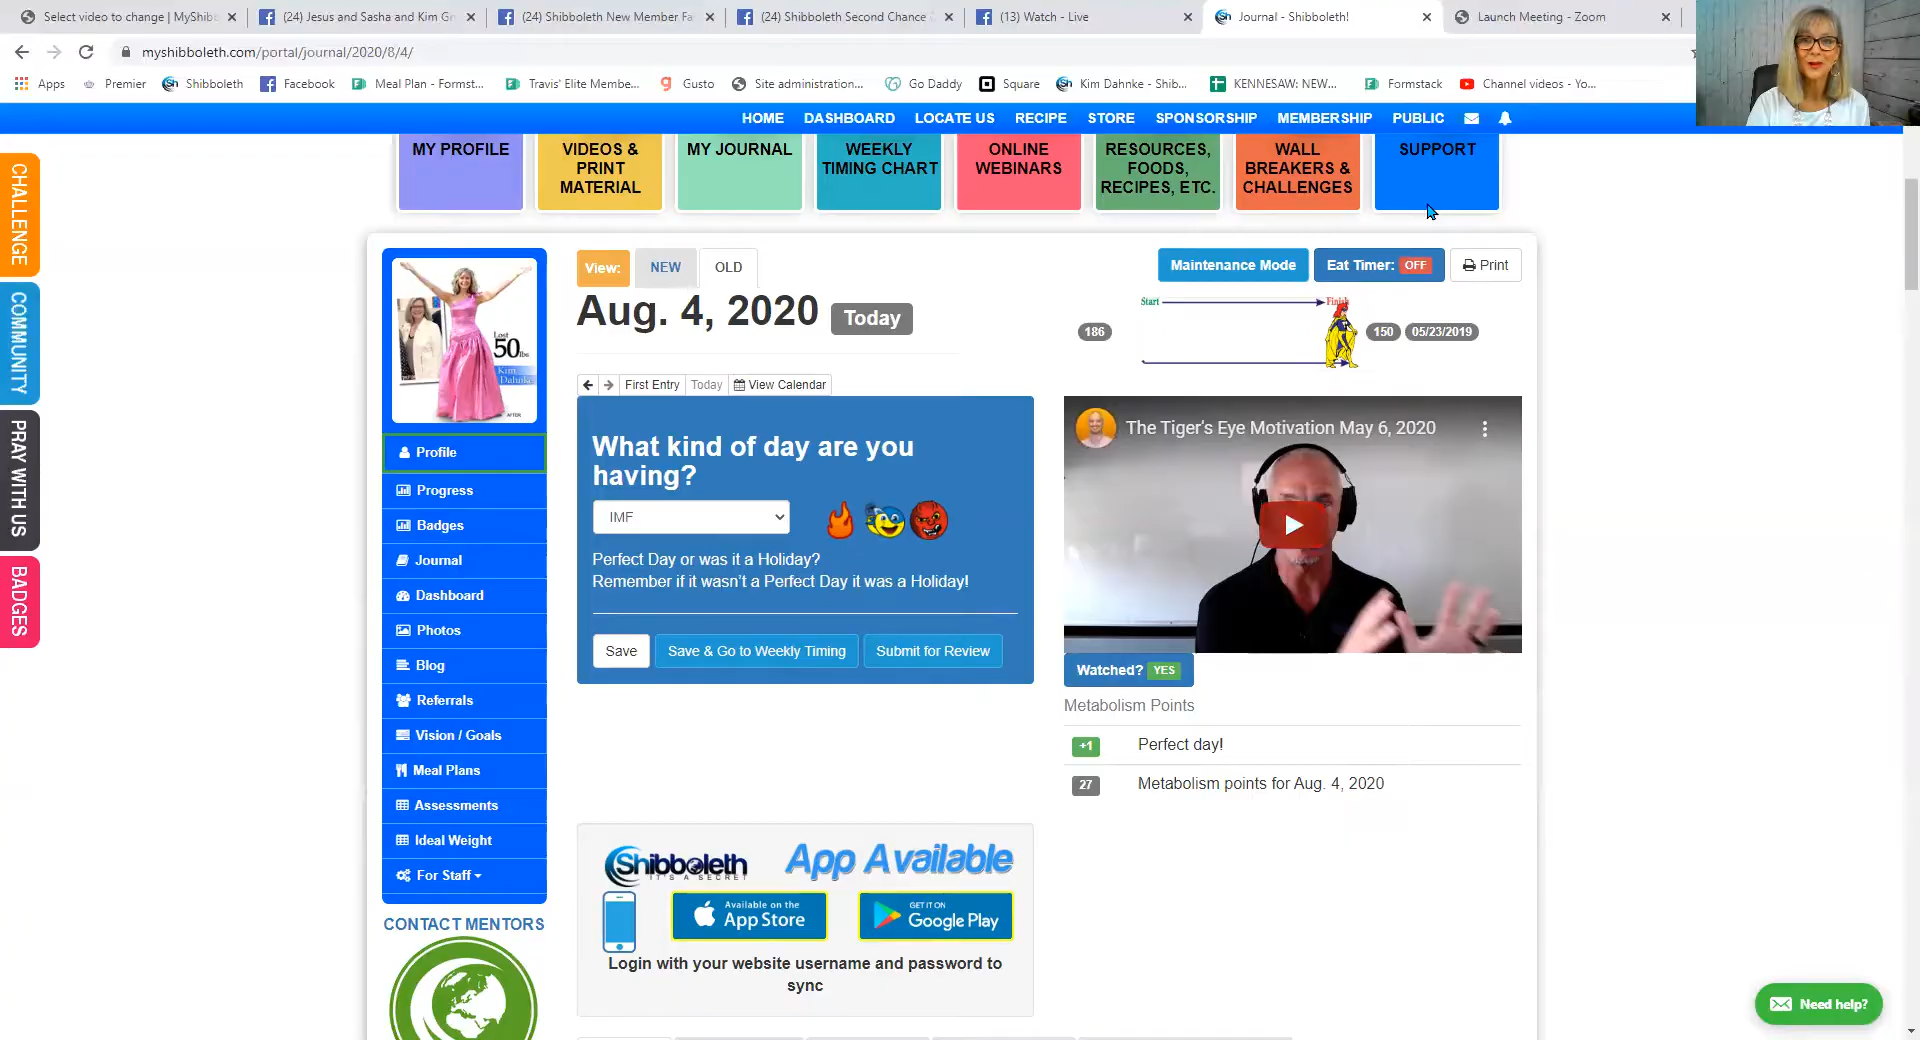 Select video to change | MyShib
(24) Jesus and Sasha and Kim Gr
(24) Shibboleth New Member Fa
(24) Shibboleth Second Chance
(13) Watch - Live
Journal - Shibboleth!
Launch Meeting - Zoom
myshibboleth.com/portal/journal/2020/8/4/
Apps
Premier
Shibboleth
Facebook
Meal Plan - Formst...
Travis' Elite Membe...
Gusto
Site administration...
Go Daddy
Square
Kim Dahnke - Shib...
KENNESAW: NEW...
Formstack
Channel videos - Yo...
HOME DASHBOARD LOCATE US RECIPE STORE SPONSORSHIP MEMBERSHIP PUBLIC
MY PROFILE
VIDEOS &
PRINT
MATERIAL
MY JOURNAL
WEEKLY
TIMING CHART
ONLINE
WEBINARS
RESOURCES,
FOODS,
RECIPES, ETC.
WALL
BREAKERS &
CHALLENGES
SUPPORT
CHALLENGE
COMMUNITY
PRAY WITH US
BADGES
Lost
50 lbs
Kim
Dahnke
AFTER
Profile
Progress
Badges
Journal
Dashboard
Photos
Blog
Referrals
Vision / Goals
Meal Plans
Assessments
Ideal Weight
For Staff
CONTACT MENTORS
View:
NEW
OLD
Aug. 4, 2020 Today
First Entry
Today
View Calendar
What kind of day are you
having?
IMF
Perfect Day or was it a Holiday?
Remember if it wasn't a Perfect Day it was a Holiday!
Save
Save & Go to Weekly Timing
Submit for Review
Shibboleth
IT'S A SECRET
App Available
Available on the
App Store
GET IT ON
Google Play
Login with your website username and password to
sync
Maintenance Mode
Eat Timer: OFF
Print
Start
Finish
186
150
05/23/2019
The Tiger's Eye Motivation May 6, 2020
Watched? YES
Metabolism Points
+1 Perfect day!
27 Metabolism points for Aug. 4, 2020
Need help?